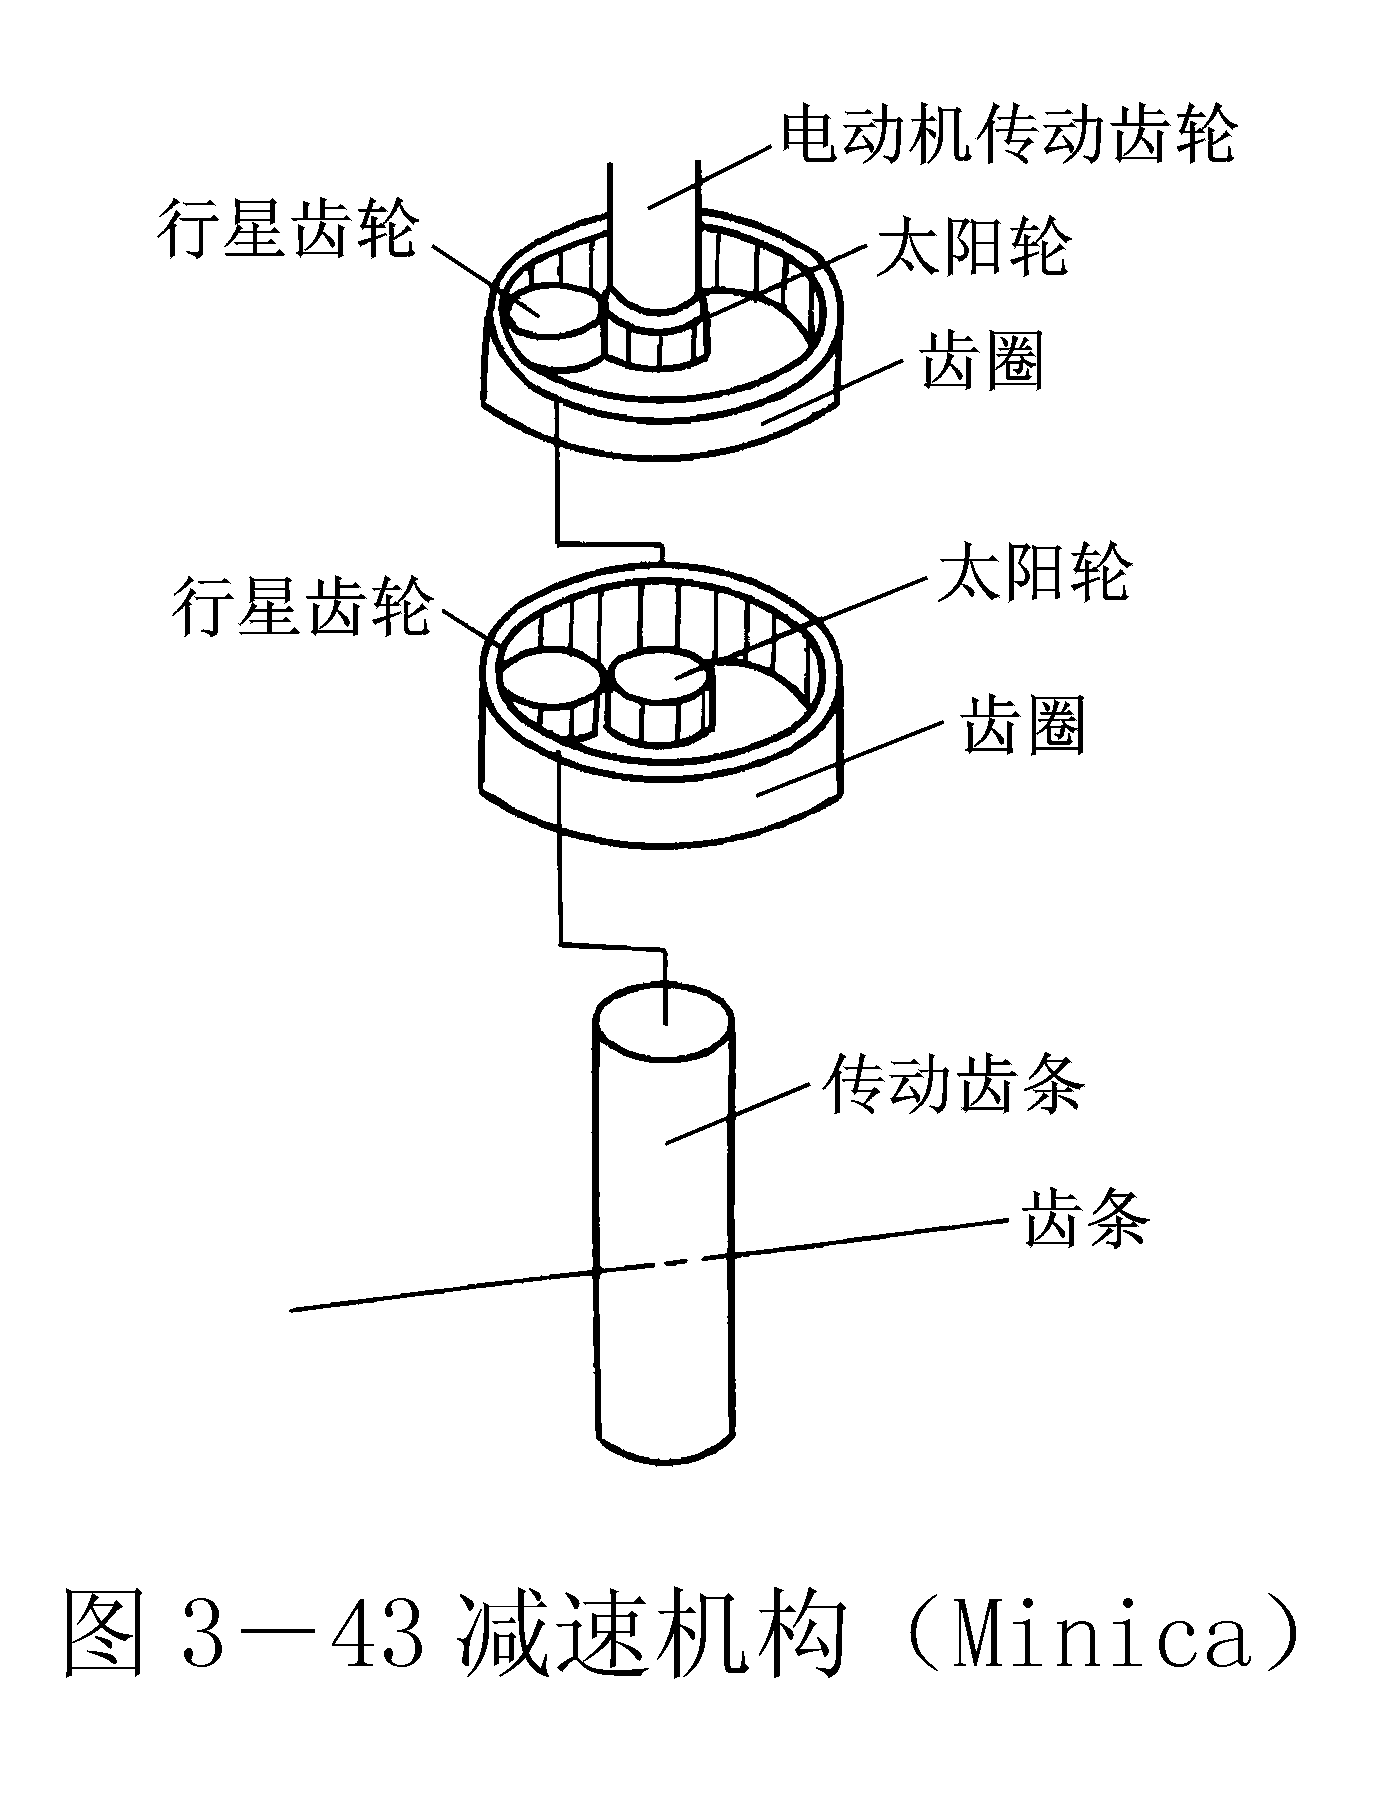 电动机传动齿轮
行星齿轮
太阳轮
齿圈
太阳轮
行星齿轮
齿圈
传动齿条
齿条
图 3－43 减速机构（Minica）